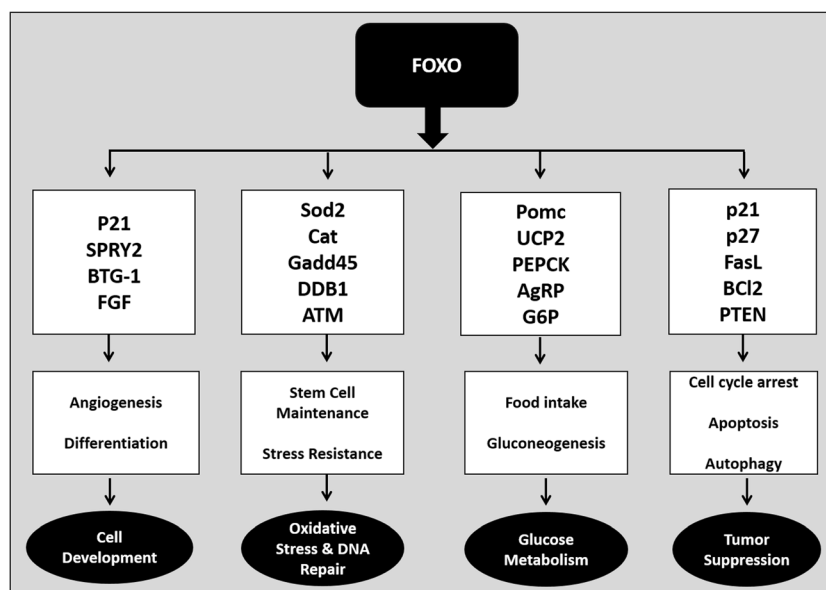 FOXO
P21
SPRY2
BTG-1
FGF
Sod2
Cat
Gadd45
DDB1
ATM
Pomc
UCP2
PEPCK
AgRP
G6P
p21
p27
FasL
BCl2
PTEN
Angiogenesis
Differentiation
Stem Cell
Maintenance
Stress Resistance
Food intake
Gluconeogenesis
Cell cycle arrest
Apoptosis
Autophagy
Cell
Development
Oxidative
Stress & DNA
Repair
Glucose
Metabolism
Tumor
Suppression